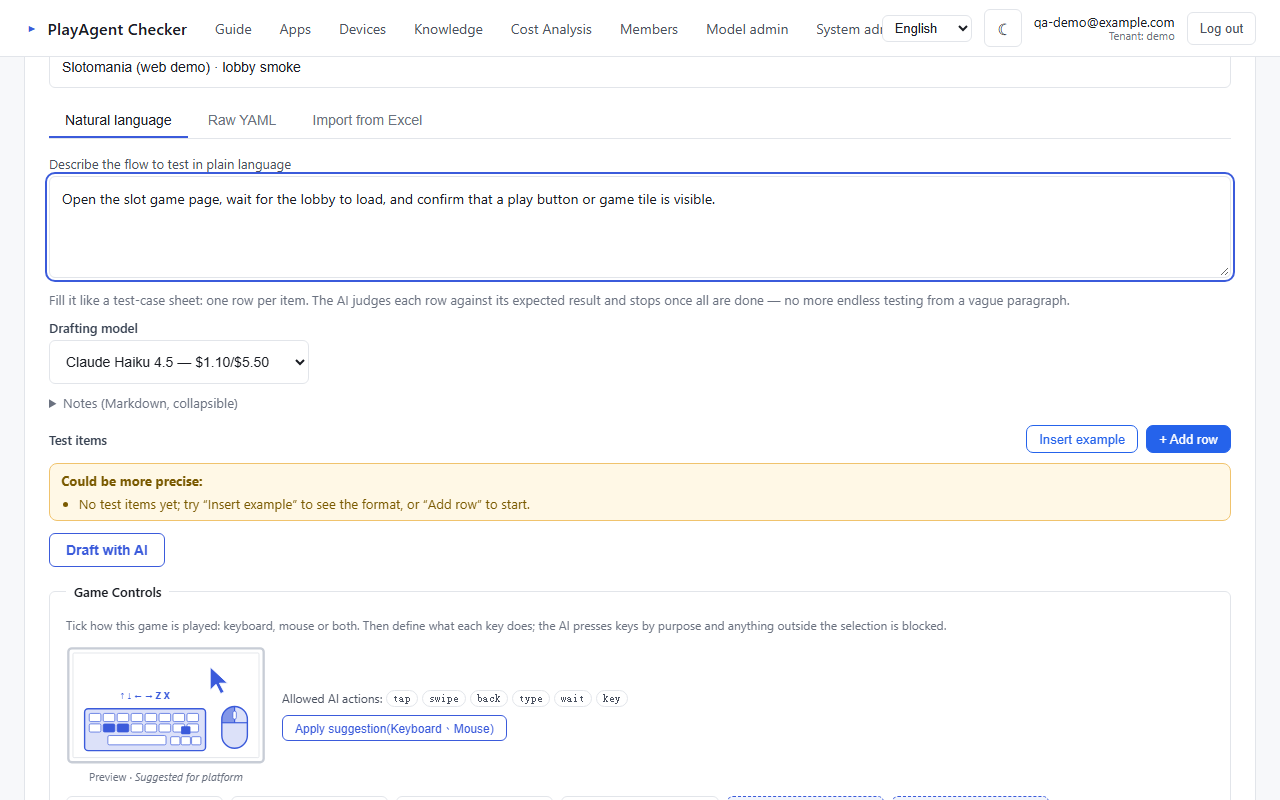 PlayAgent Checker Guide Apps Devices Knowledge Cost Analysis Members Model admin System adr English qa-demo@example.com Log out
Tenant: demo
Slotomania (web demo) · lobby smoke
Natural language Raw YAML Import from Excel
Describe the flow to test in plain language
Open the slot game page, wait for the lobby to load, and confirm that a play button or game tile is visible.
Fill it like a test-case sheet: one row per item. The AI judges each row against its expected result and stops once all are done — no more endless testing from a vague paragraph.
Drafting model
Claude Haiku 4.5 — $1.10/$5.50
Notes (Markdown, collapsible)
Test items Insert example + Add row
Could be more precise:
No test items yet; try “Insert example” to see the format, or “Add row” to start.
Draft with AI
Game Controls
Tick how this game is played: keyboard, mouse or both. Then define what each key does; the AI presses keys by purpose and anything outside the selection is blocked.
↑ ↓ ← → Z X
Allowed AI actions: tap swipe back type wait key
Apply suggestion(Keyboard、Mouse)
Preview · Suggested for platform